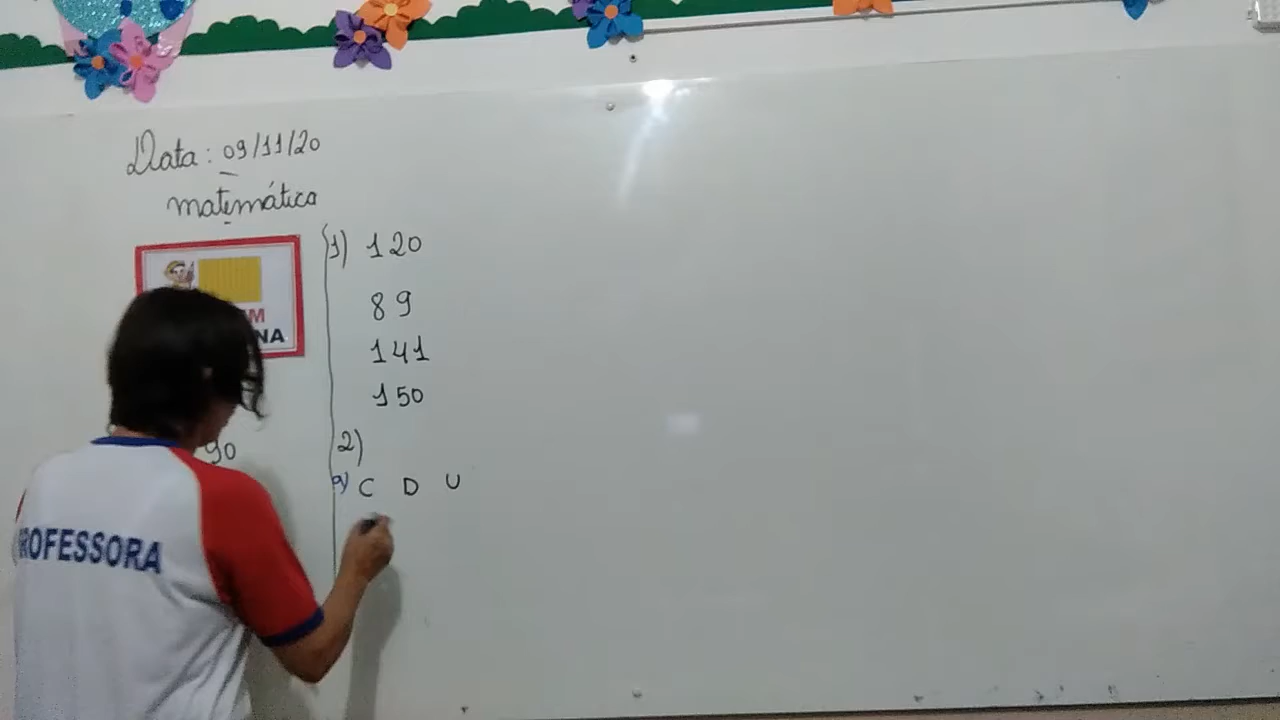 Data: 09/11/20
matemática
1) 120
89
141
150
90
2)
a) C D U
PROFESSORA